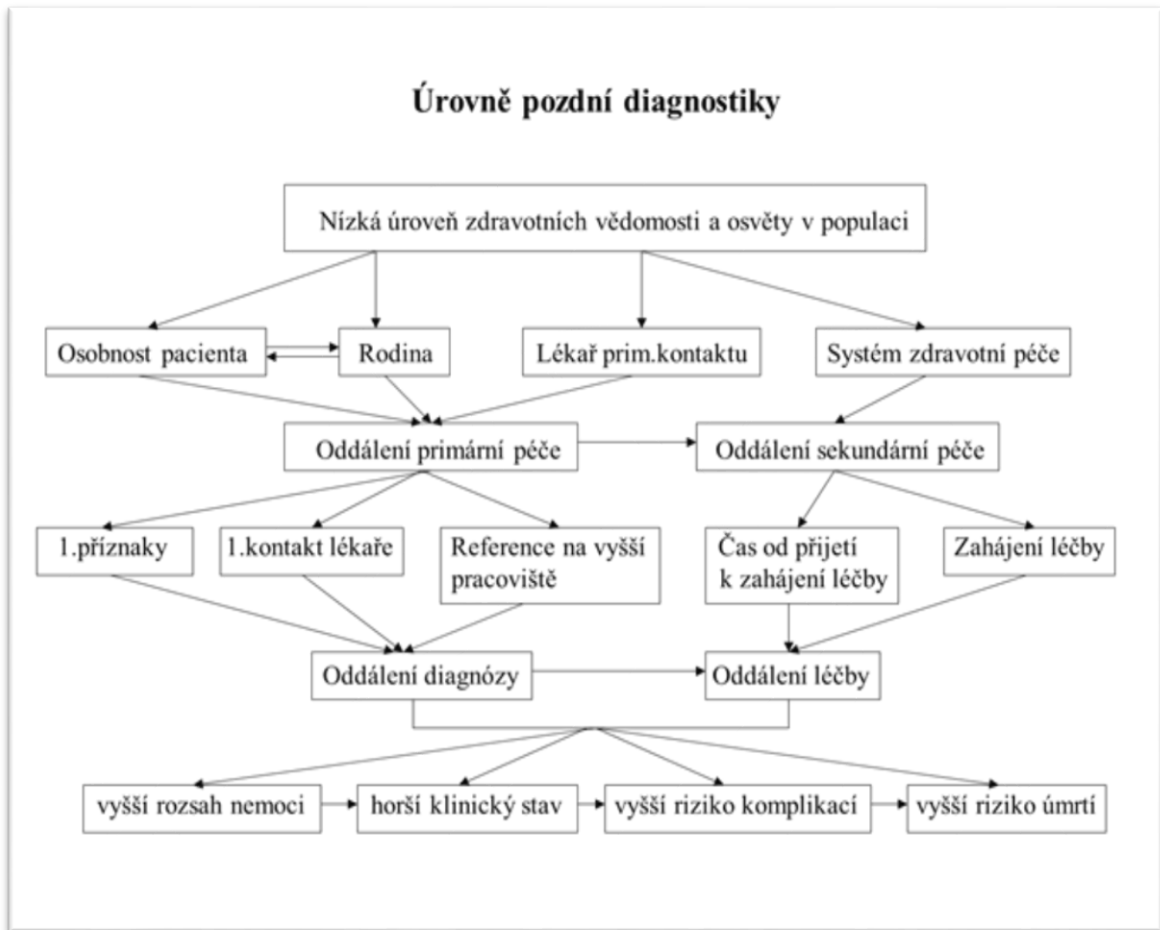 Úrovně pozdní diagnostiky
Nízká úroveň zdravotních vědomosti a osvěty v populaci
Osobnost pacienta
Rodina
Lékař prim.kontaktu
Systém zdravotní péče
Oddálení primární péče
Oddálení sekundární péče
1.příznaky
1.kontakt lékaře
Reference na vyšší
pracoviště
Čas od přijetí
k zahájení léčby
Zahájení léčby
Oddálení diagnózy
Oddálení léčby
vyšší rozsah nemoci
horší klinický stav
vyšší riziko komplikací
vyšší riziko úmrtí